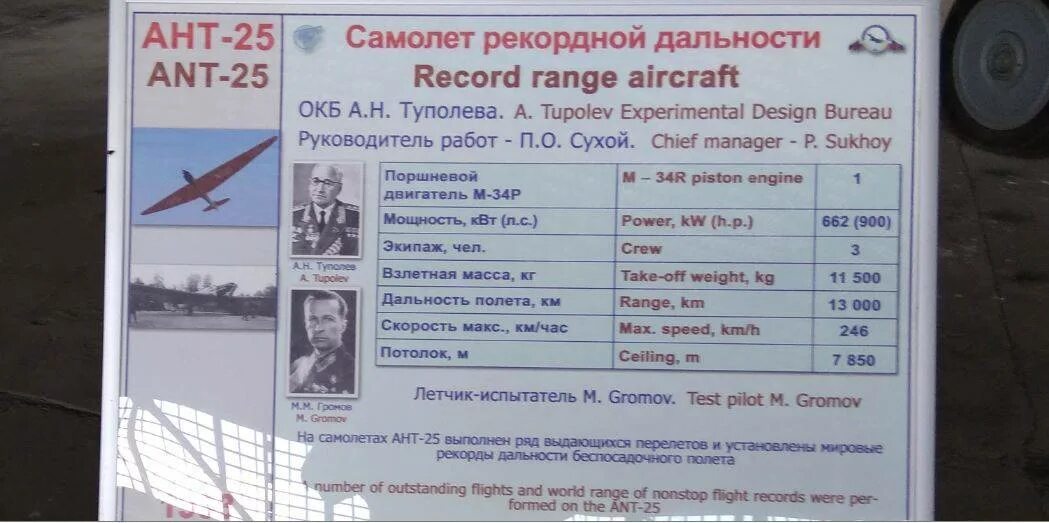 АНТ-25
ANT-25
Самолет рекордной дальности
Record range aircraft
ОКБ А.Н. Туполева. A. Tupolev Experimental Design Bureau
Руководитель работ - П.О. Сухой. Chief manager - P. Sukhoy
А.Н. Туполев
A. Tupolev
М.М. Громов
M. Gromov
Поршневой двигатель М-34Р M – 34R piston engine 1
Мощность, кВт (л.с.) Power, kW (h.p.) 662 (900)
Экипаж, чел. Crew 3
Взлетная масса, кг Take-off weight, kg 11 500
Дальность полета, км Range, km 13 000
Скорость макс., км/час Max. speed, km/h 246
Потолок, м Ceiling, m 7 850
Летчик-испытатель M. Gromov. Test pilot M. Gromov
На самолетах АНТ-25 выполнен ряд выдающихся перелетов и установлены мировые
рекорды дальности беспосадочного полета
number of outstanding flights and world range of nonstop flight records were per-
formed on the ANT-25